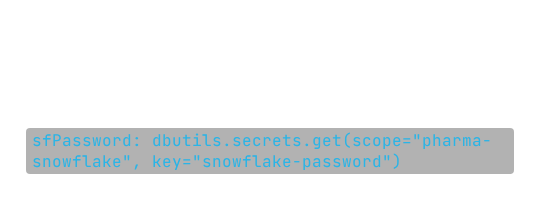 sfPassword: dbutils.secrets.get(scope="pharma-
snowflake", key="snowflake-password")